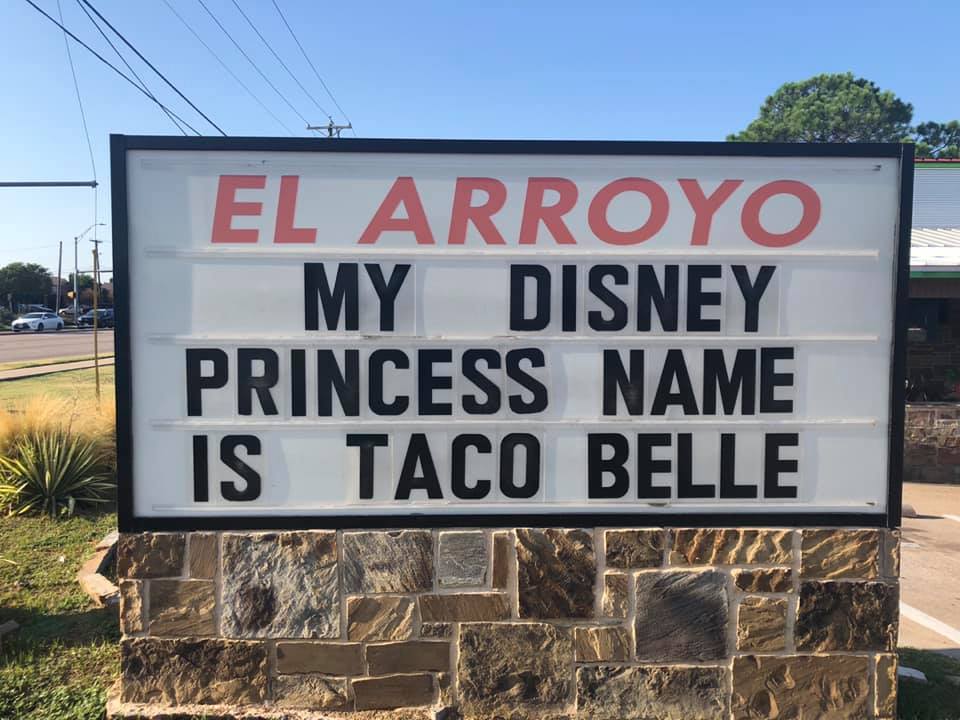 EL ARROYO
MY DISNEY
PRINCESS NAME
IS TACO BELLE